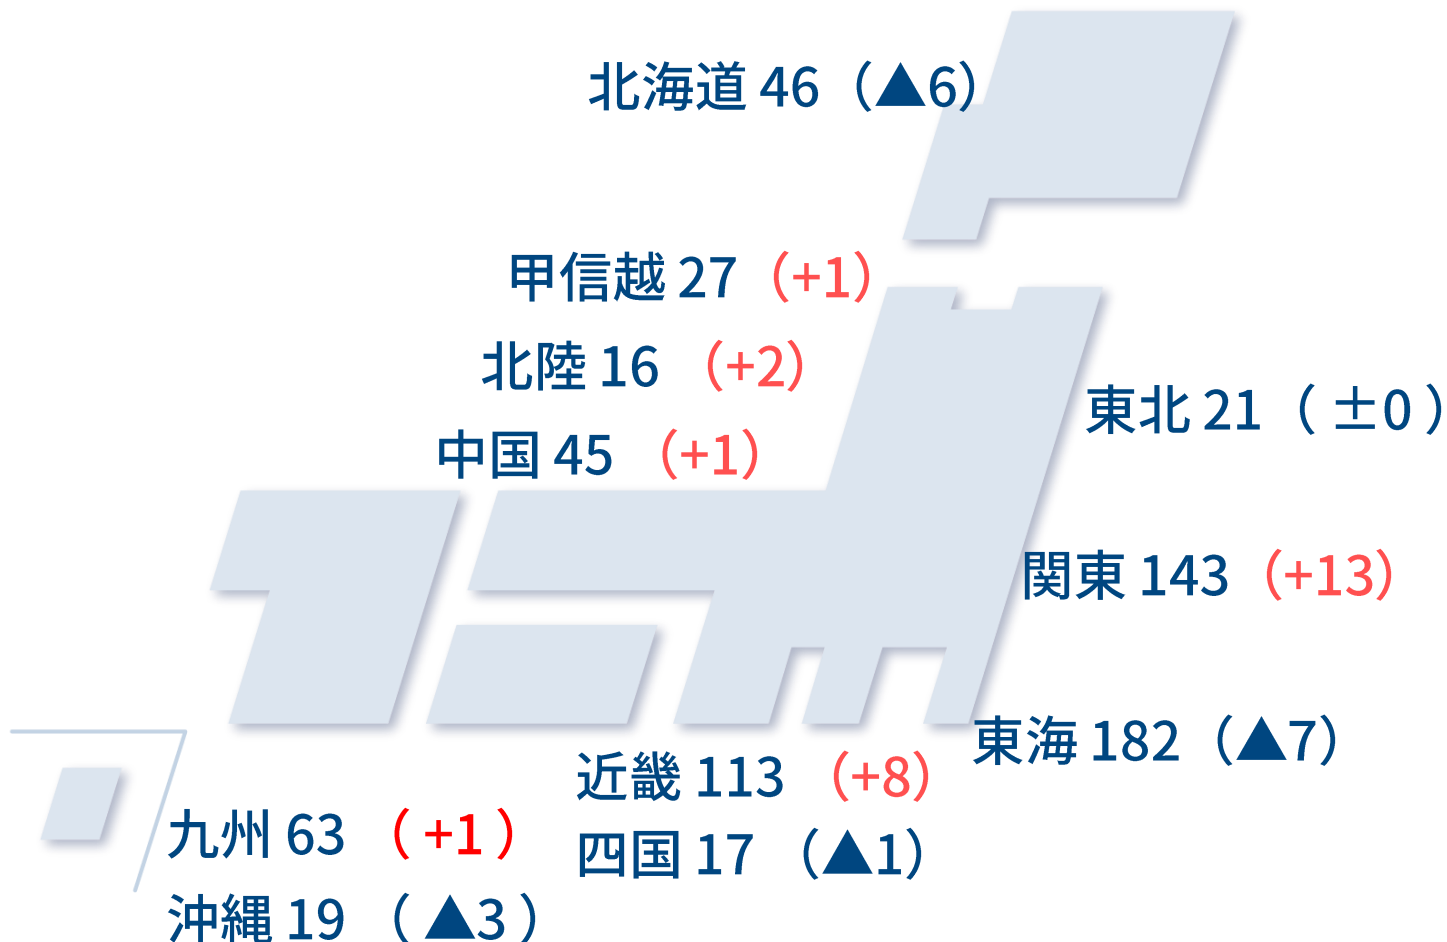 北海道 46（▲6）
甲信越 27（+1）
北陸 16 （+2）
東北 21（ ±0 ）
中国 45 （+1）
関東 143（+13）
東海 182（▲7）
近畿 113 （+8）
九州 63 （ +1 ）
四国 17 （▲1）
沖縄 19 （ ▲3 ）